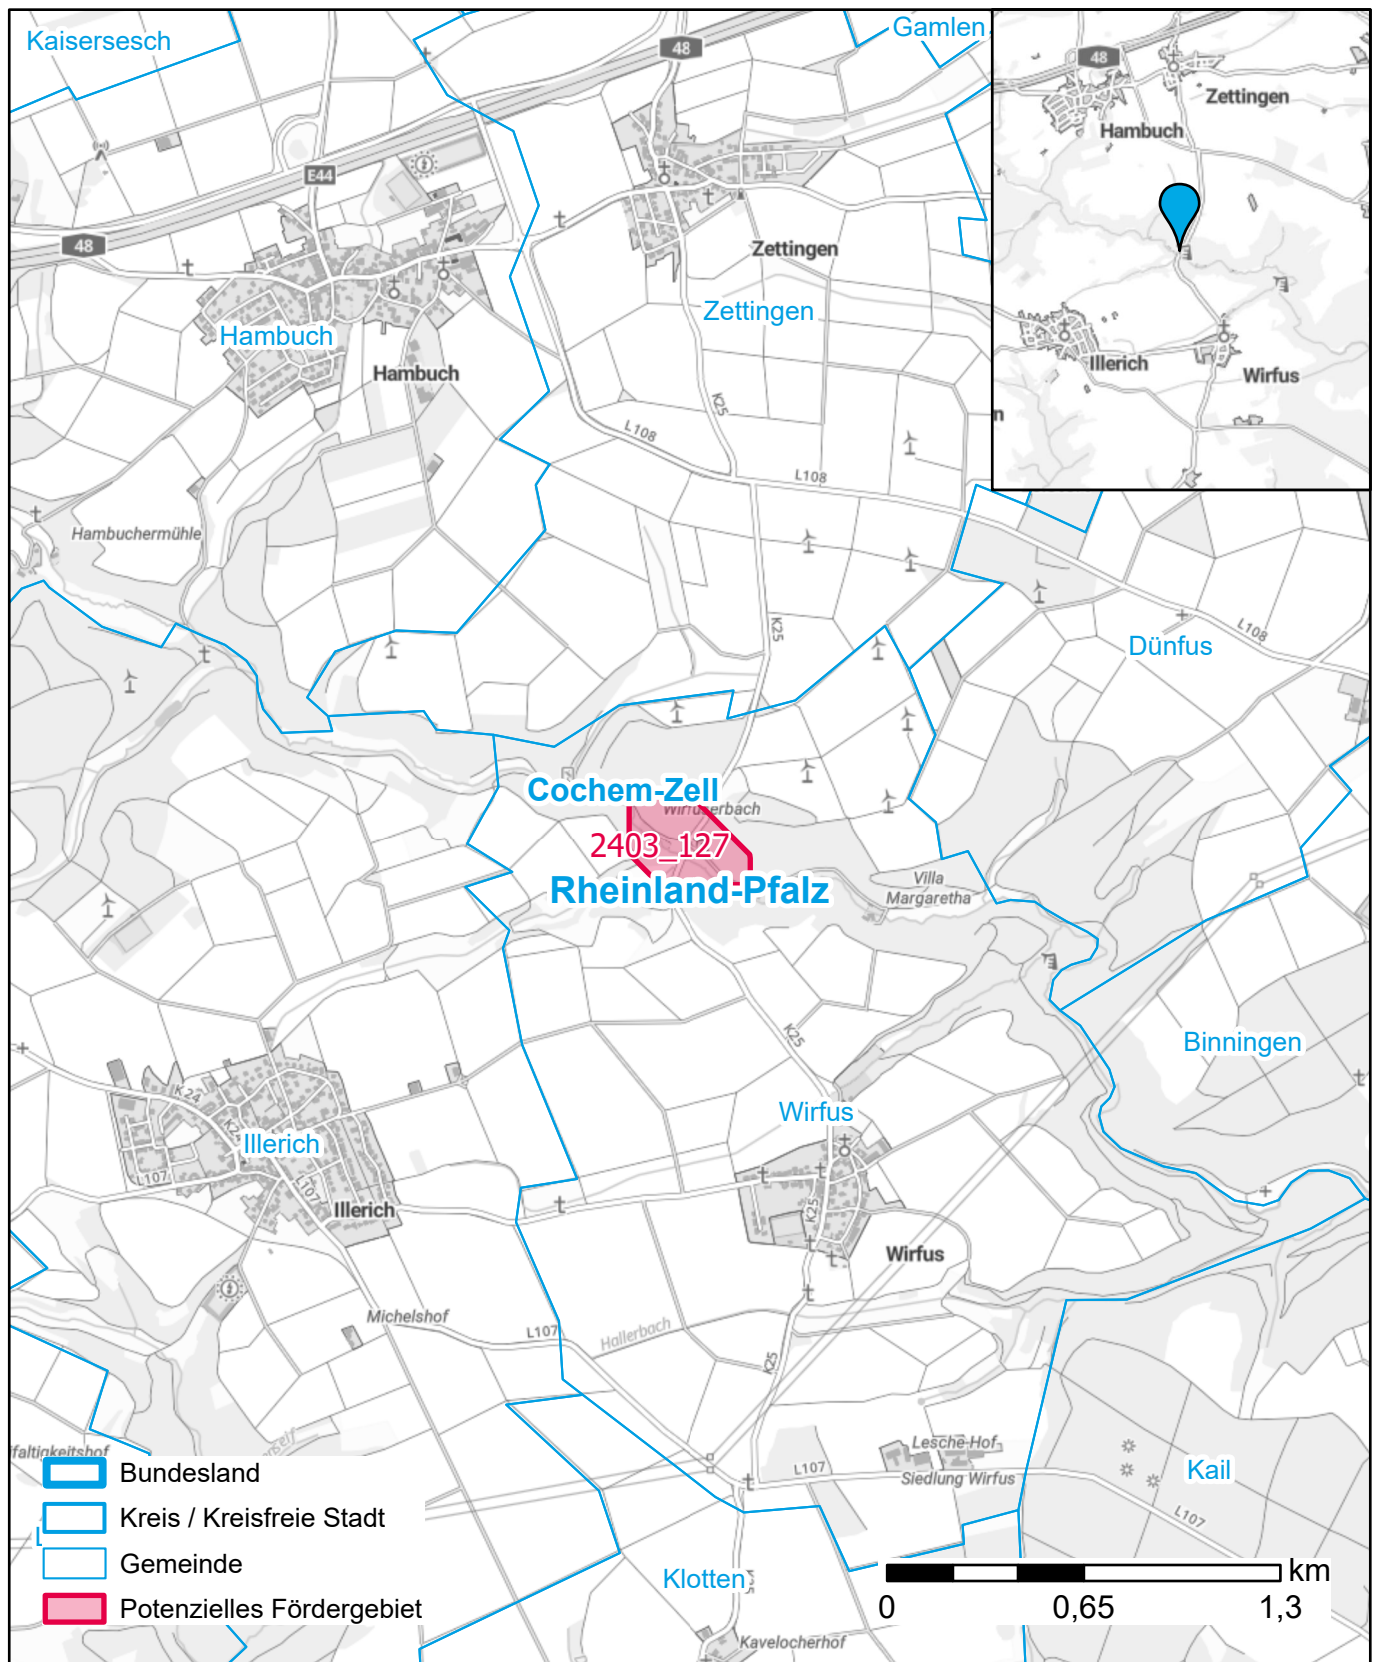 Kaisersesch
48
Gamlen
48
Zettingen
Hambuch
Illerich
Wirfus
n
E44
48
Zettingen
Zettingen
Hambuch
Hambuch
K25
L108
L108
Hambuchermühle
K25
L108
Dünfus
Cochem-Zell
Wirfuserbach
2403_127
Rheinland-Pfalz
Villa
Margaretha
K25
Binningen
K24
Wirfus
Illerich
L107
L107
Illerich
K25
Wirfus
Michelshof
L107
Hallerbach
K25
Lesche-Hof
Siedlung Wirfus
L107
Kail
L107
ifaltigkeitshof
Bundesland
Kreis / Kreisfreie Stadt
Gemeinde
Potenzielles Fördergebiet
Klotten
Kavelocherhof
km
0 0,65 1,3